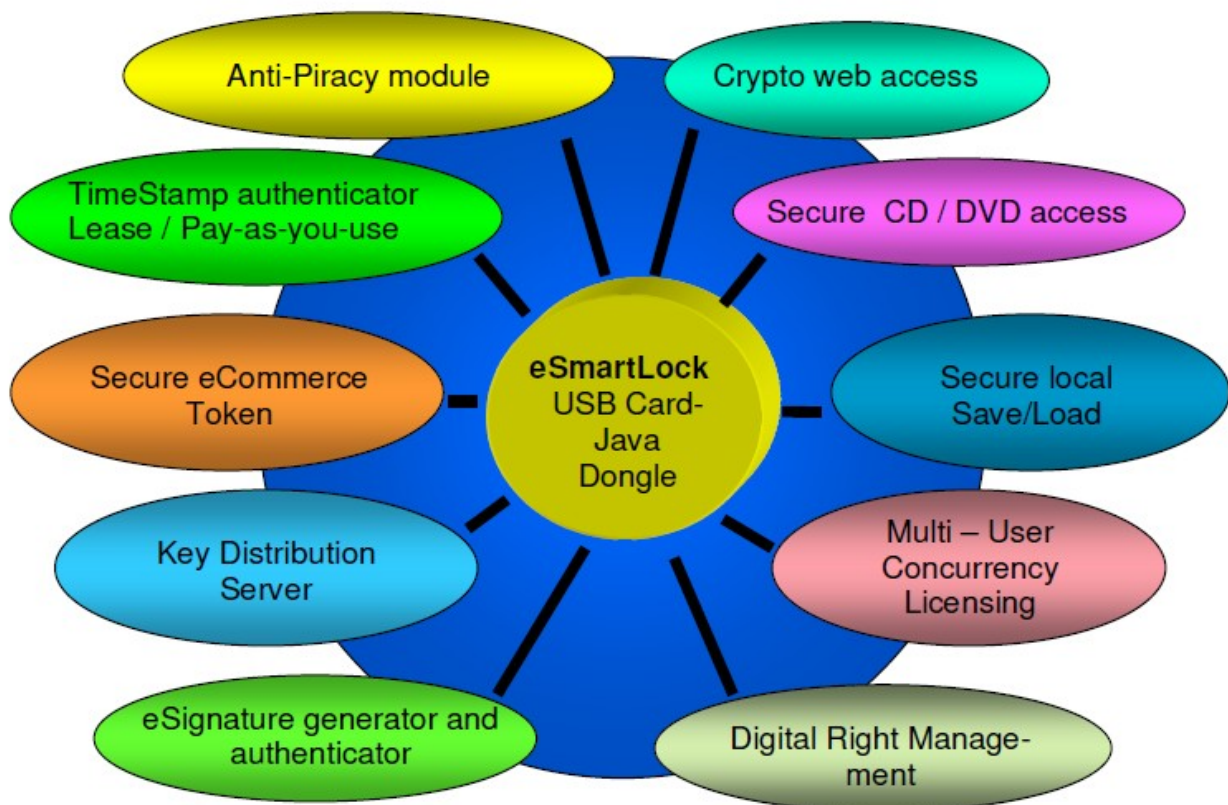 Anti-Piracy module
Crypto web access
TimeStamp authenticator
Lease / Pay-as-you-use
Secure CD / DVD access
eSmartLock
USB Card-
Java
Dongle
Secure eCommerce
Token
Secure local
Save/Load
Key Distribution
Server
Multi – User
Concurrency
Licensing
eSignature generator and
authenticator
Digital Right Manage-
ment